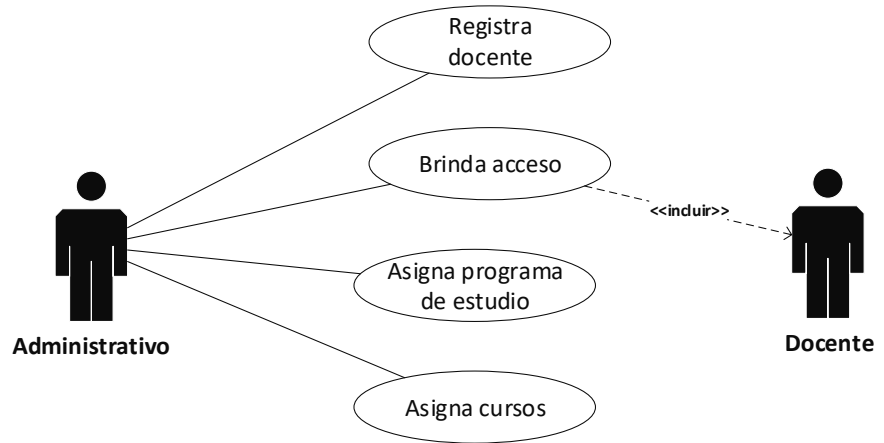 Registra
docente
Brinda acceso
<<incluir>>
Asigna programa
de estudio
Administrativo
Docente
Asigna cursos